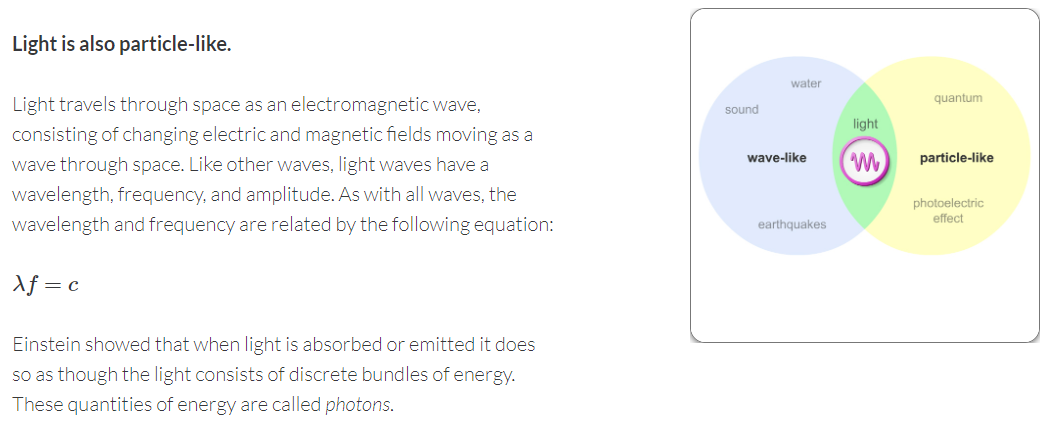 Light is also particle-like.
Light travels through space as an electromagnetic wave,
consisting of changing electric and magnetic fields moving as a
wave through space. Like other waves, light waves have a
wavelength, frequency, and amplitude. As with all waves, the
wavelength and frequency are related by the following equation:
λf = c
Einstein showed that when light is absorbed or emitted it does
so as though the light consists of discrete bundles of energy.
These quantities of energy are called photons.
water
sound
quantum
light
wave-like
particle-like
photoelectric
effect
earthquakes